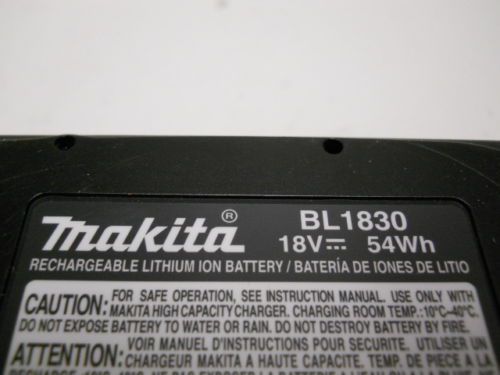 makita® BL1830
18V⎓ 54Wh
RECHARGEABLE LITHIUM ION BATTERY / BATERÍA DE IONES DE LITIO
CAUTION: FOR SAFE OPERATION, SEE INSTRUCTION MANUAL. USE ONLY WITH
MAKITA HIGH CAPACITY CHARGER. CHARGING ROOM TEMP.:10°C–40°C.
DO NOT EXPOSE BATTERY TO WATER OR RAIN. DO NOT DESTROY BATTERY BY FIRE.
ATTENTION: VOIR MANUEL D'INSTRUCTIONS POUR SECURITE. UTILISER UN
CHARGEUR MAKITA A HAUTE CAPACITE. TEMP. DE PIECE A LA